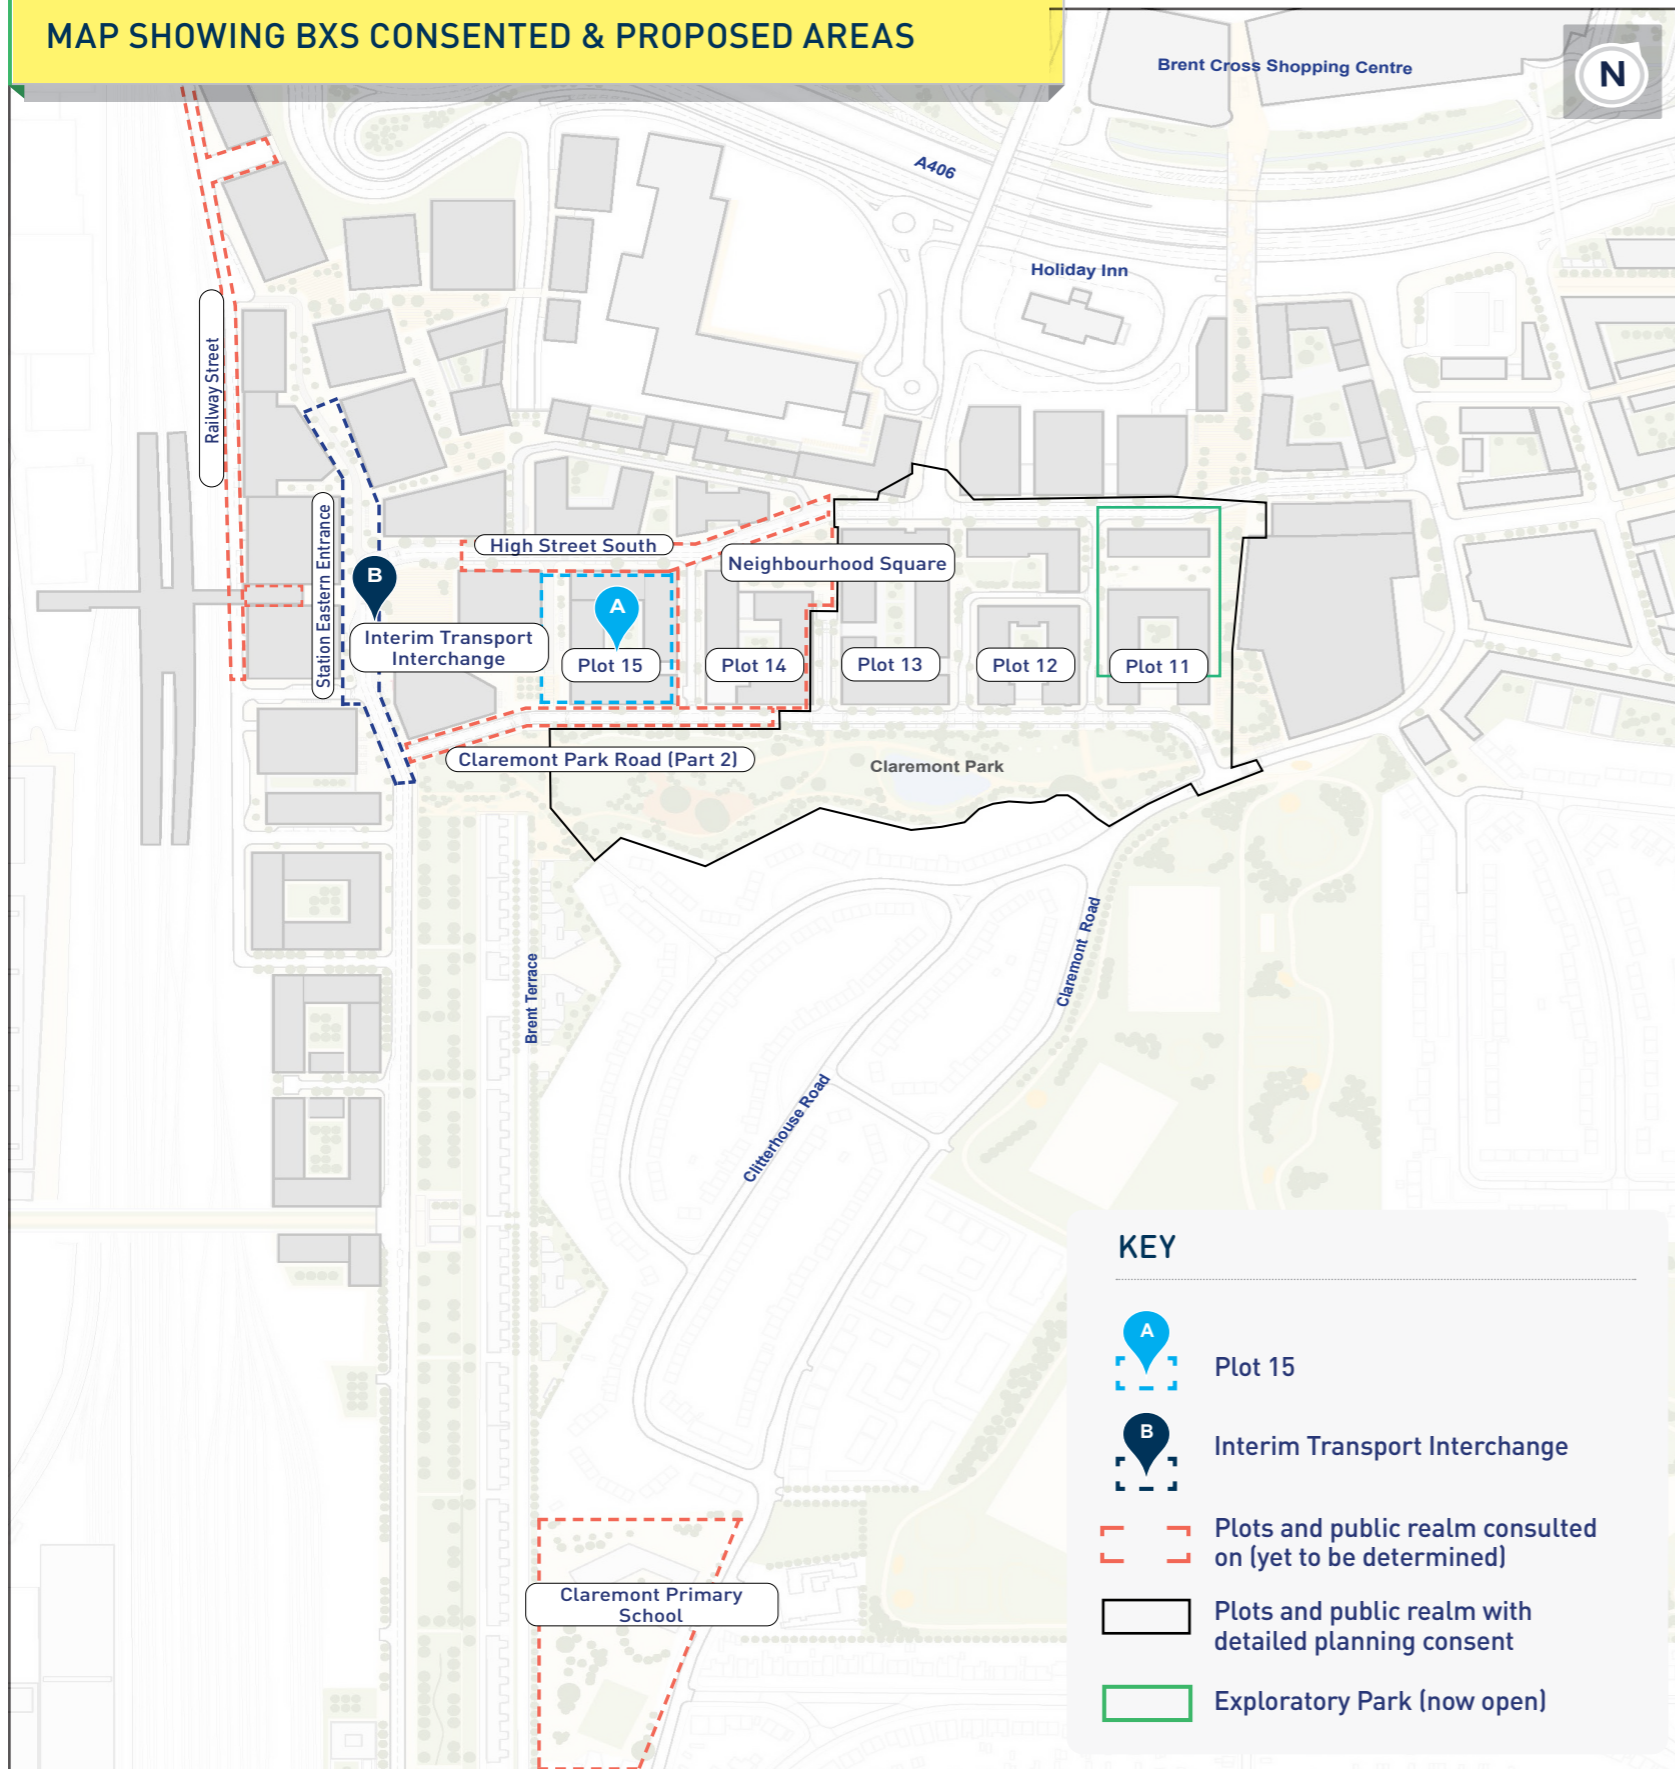 MAP SHOWING BXS CONSENTED & PROPOSED AREAS
Brent Cross Shopping Centre
N
A406
Holiday Inn
Railway Street
Station Eastern Entrance
High Street South
Neighbourhood Square
B
A
Interim Transport
Interchange
Plot 15
Plot 14
Plot 13
Plot 12
Plot 11
Claremont Park Road (Part 2)
Claremont Park
Brent Terrace
Claremont Road
Clitterhouse Road
Claremont Primary
School
KEY
A
Plot 15
B
Interim Transport Interchange
Plots and public realm consulted
on (yet to be determined)
Plots and public realm with
detailed planning consent
Exploratory Park (now open)